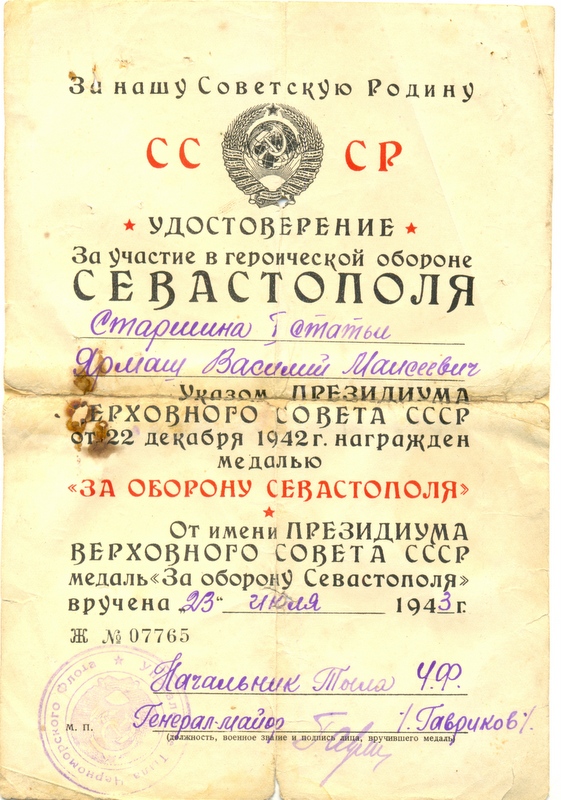 За нашу Советскую Родину
СС СР
УДОСТОВЕРЕНИЕ
За участие в героической обороне
СЕВАСТОПОЛЯ
Старшина I статьи
Ярмаш Василий Моисеевич
Указом ПРЕЗИДИУМА
ВЕРХОВНОГО СОВЕТА СССР
от 22 декабря 1942 г. награжден
медалью
«ЗА ОБОРОНУ СЕВАСТОПОЛЯ»
От имени ПРЕЗИДИУМА
ВЕРХОВНОГО СОВЕТА СССР
медаль «За оборону Севастополя»
вручена „23“ июля 1943 г.
Ж № 07765
Начальник Тыла Ч.Ф.
М. П. Генерал-майор /Гавриков/.
(должность, военное звание и подпись лица, вручившего медаль)
Тыла Черноморского Флота